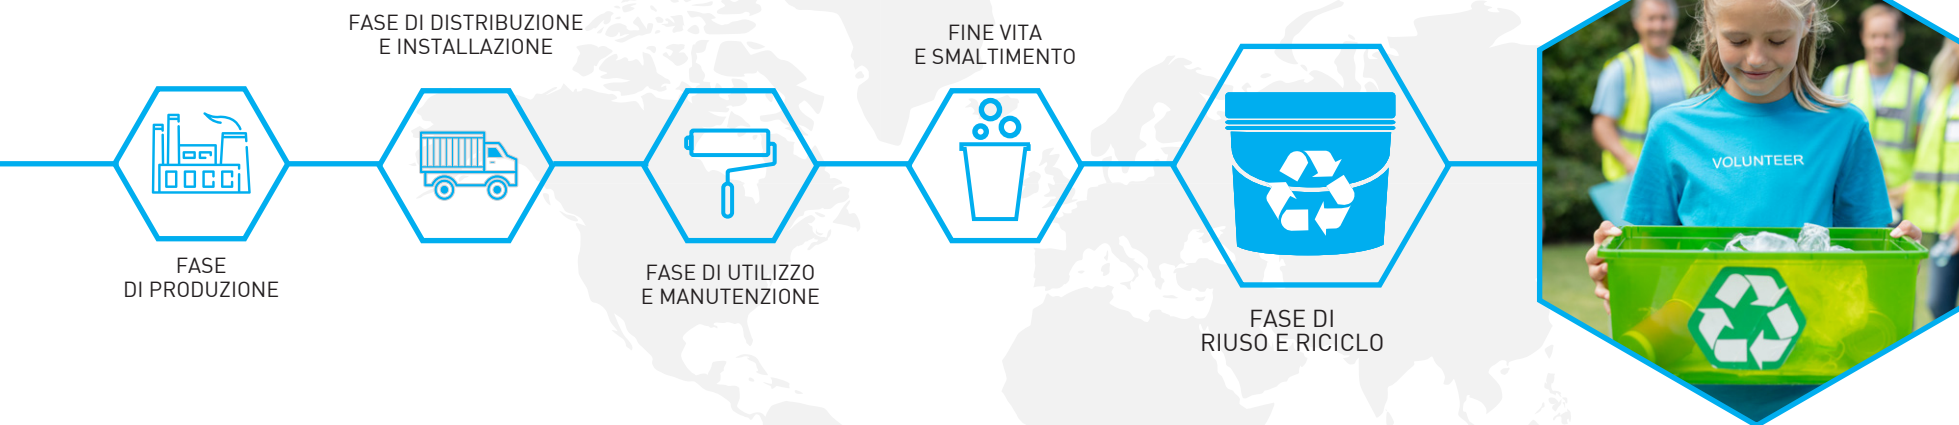 FASE
DI PRODUZIONE
FASE DI DISTRIBUZIONE
E INSTALLAZIONE
FASE DI UTILIZZO
E MANUTENZIONE
FINE VITA
E SMALTIMENTO
FASE DI
RIUSO E RICICLO
VOLUNTEER